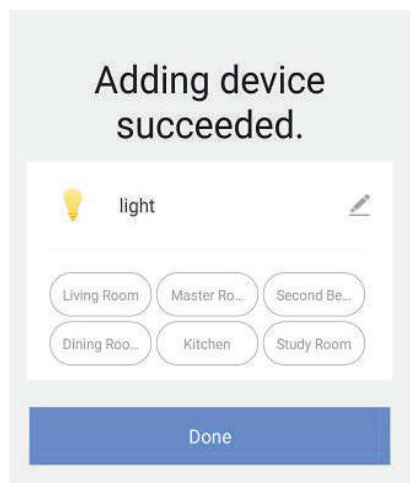 Adding device
succeeded.
light
Living Room Master Ro... Second Be...
Dining Roo... Kitchen Study Room
Done